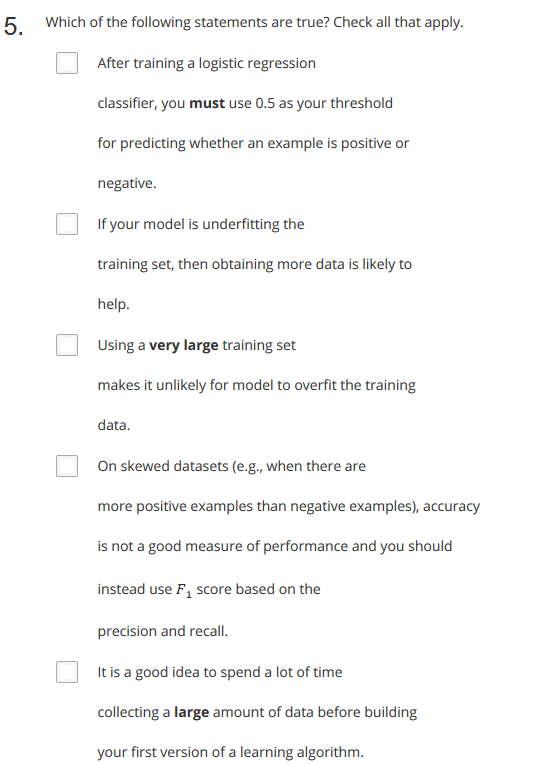 5. Which of the following statements are true? Check all that apply.
After training a logistic regression
classifier, you must use 0.5 as your threshold
for predicting whether an example is positive or
negative.
If your model is underfitting the
training set, then obtaining more data is likely to
help.
Using a very large training set
makes it unlikely for model to overfit the training
data.
On skewed datasets (e.g., when there are
more positive examples than negative examples), accuracy
is not a good measure of performance and you should
instead use F₁ score based on the
precision and recall.
It is a good idea to spend a lot of time
collecting a large amount of data before building
your first version of a learning algorithm.